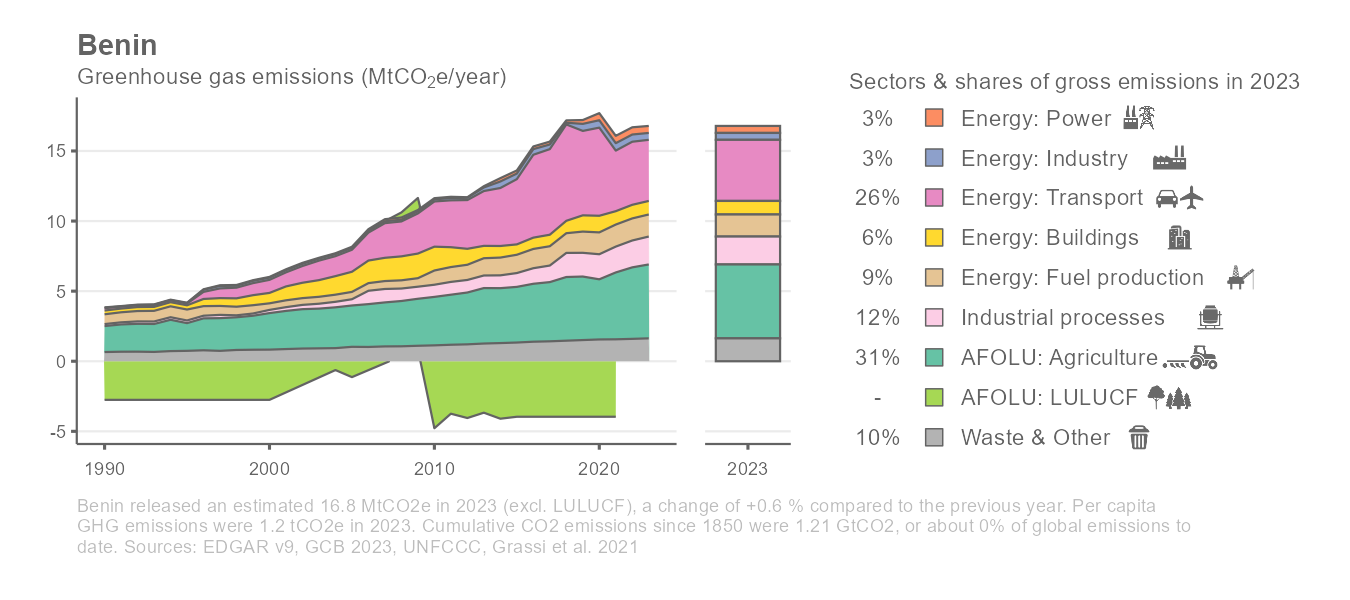 Benin
Greenhouse gas emissions (MtCO₂e/year)
Sectors & shares of gross emissions in 2023
3% Energy: Power
3% Energy: Industry
26% Energy: Transport
6% Energy: Buildings
9% Energy: Fuel production
12% Industrial processes
31% AFOLU: Agriculture
- AFOLU: LULUCF
10% Waste & Other
15
10
5
0
-5
1990 2000 2010 2020 2023
Benin released an estimated 16.8 MtCO2e in 2023 (excl. LULUCF), a change of +0.6 % compared to the previous year. Per capita
GHG emissions were 1.2 tCO2e in 2023. Cumulative CO2 emissions since 1850 were 1.21 GtCO2, or about 0% of global emissions to
date. Sources: EDGAR v9, GCB 2023, UNFCCC, Grassi et al. 2021